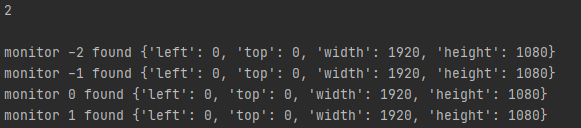 2
monitor -2 found {'left': 0, 'top': 0, 'width': 1920, 'height': 1080}
monitor -1 found {'left': 0, 'top': 0, 'width': 1920, 'height': 1080}
monitor 0 found {'left': 0, 'top': 0, 'width': 1920, 'height': 1080}
monitor 1 found {'left': 0, 'top': 0, 'width': 1920, 'height': 1080}